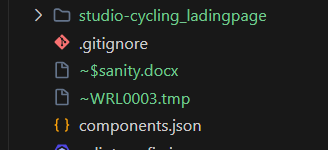 studio-cycling_ladingpage
.gitignore
~$sanity.docx
~WRL0003.tmp
components.json